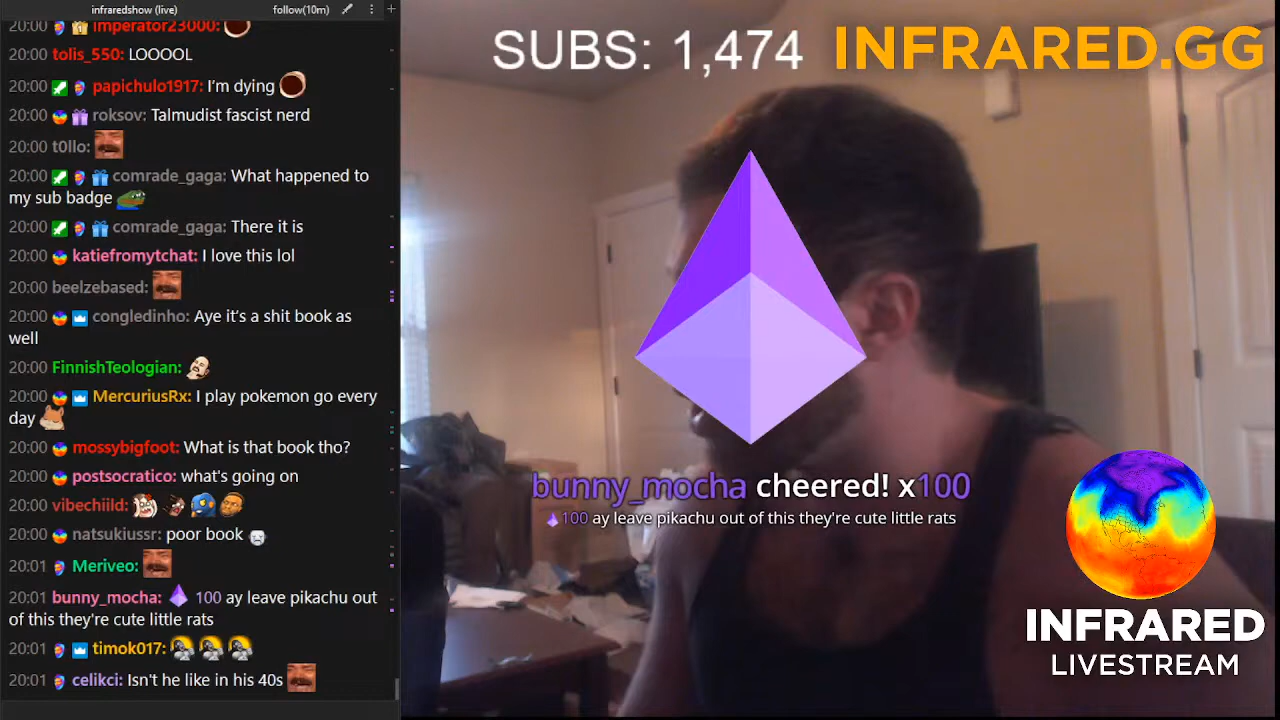 infraredshow (live) follow(10m)
20:00 imperator23000:
20:00 tolis_550: LOOOOL
20:00 papichulo1917: I'm dying
20:00 roksov: Talmudist fascist nerd
20:00 t0llo:
20:00 comrade_gaga: What happened to
my sub badge
20:00 comrade_gaga: There it is
20:00 katiefromytchat: I love this lol
20:00 beelzebased:
20:00 congledinho: Aye it's a shit book as
well
20:00 FinnishTeologian:
20:00 MercuriusRx: I play pokemon go every
day
20:00 mossybigfoot: What is that book tho?
20:00 postsocratico: what's going on
20:00 vibechiild:
20:00 natsukiussr: poor book
20:01 Meriveo:
20:01 bunny_mocha: 100 ay leave pikachu out
of this they're cute little rats
20:01 timok017:
20:01 celikci: Isn't he like in his 40s
SUBS: 1,474 INFRARED.GG
bunny_mocha cheered! x100
100 ay leave pikachu out of this they're cute little rats
INFRARED
LIVESTREAM